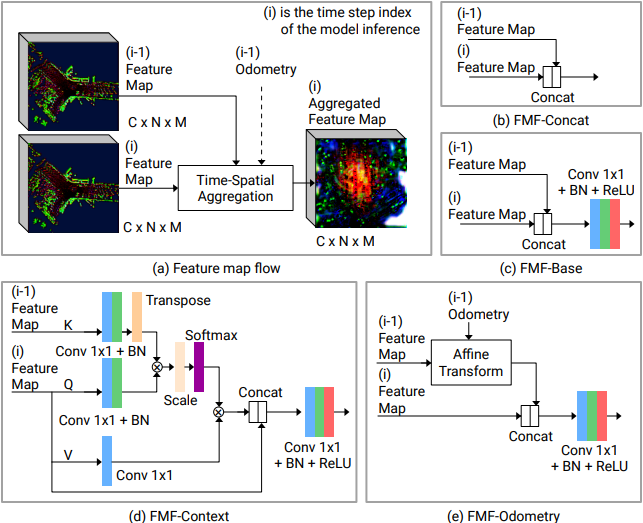 (i) is the time step index
of the model inference
(i-1)
Feature
Map
C x N x M
(i-1)
Odometry
(i)
Aggregated
Feature Map
(i)
Feature
Map
Time-Spatial
Aggregation
C x N x M
C x N x M
(a) Feature map flow
(i-1)
Feature Map
(i)
Feature Map
Concat
(b) FMF-Concat
(i-1)
Feature Map
Conv 1x1
+ BN + ReLU
(i)
Feature Map
Concat
(c) FMF-Base
(i-1)
Feature
Map
K
Transpose
Conv 1x1 + BN
Softmax
(i)
Feature
Map
Q
Scale
Conv 1x1 + BN
Concat
V
Conv 1x1
Conv 1x1
+ BN + ReLU
(d) FMF-Context
(i-1)
Odometry
(i-1)
Feature
Map
Affine
Transform
(i)
Feature
Map
Concat
Conv 1x1
+ BN + ReLU
(e) FMF-Odometry